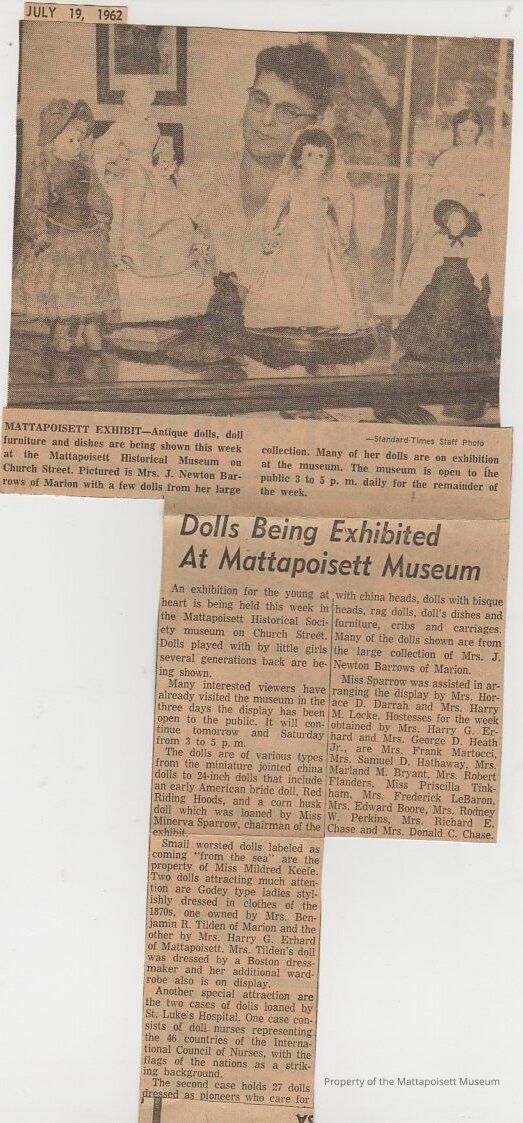 JULY 19, 1962
MATTAPOISETT EXHIBIT—Antique dolls, doll
furniture and dishes are being shown this week
at the Mattapoisett Historical Museum on
Church Street. Pictured is Mrs. J. Newton Bar-
rows of Marion with a few dolls from her large
—Standard-Times Staff Photo
collection. Many of her dolls are on exhibition
at the museum. The museum is open to the
public 3 to 5 p. m. daily for the remainder of
the week.
Dolls Being Exhibited
At Mattapoisett Museum
An exhibition for the young at
heart is being held this week in
the Mattapoisett Historical Soci-
ety museum on Church Street.
Dolls played with by little girls
several generations back are be-
ing shown.
Many interested viewers have
already visited the museum in the
three days the display has been
open to the public. It will con-
tinue tomorrow and Saturday
from 3 to 5 p. m.
The dolls are of various types
from the miniature jointed china
dolls to 24-inch dolls that include
an early American bride doll, Red
Riding Hoods, and a corn husk
doll which was loaned by Miss
Minerva Sparrow, chairman of the
exhibit.
Small worsted dolls labeled as
coming "from the sea" are the
property of Miss Mildred Keefe.
Two dolls attracting much atten-
tion are Godey type ladies styl-
ishly dressed in clothes of the
1870s, one owned by Mrs. Ben-
jamin R. Tilden of Marion and the
other by Mrs. Harry G. Erhard
of Mattapoisett. Mrs. Tilden's doll
was dressed by a Boston dress-
maker and her additional ward-
robe also is on display.
Another special attraction are
the two cases of dolls loaned by
St. Luke's Hospital. One case con-
sists of doll nurses representing
the 46 countries of the Interna-
tional Council of Nurses, with the
flags of the nations as a strik-
ing background.
The second case holds 27 dolls
dressed as pioneers who care for
with china heads, dolls with bisque
heads, rag dolls, doll's dishes and
furniture, cribs and carriages.
Many of the dolls shown are from
the large collection of Mrs. J.
Newton Barrows of Marion.
Miss Sparrow was assisted in ar-
ranging the display by Mrs. Hor-
ace D. Darrah and Mrs. Harry
M. Locke. Hostesses for the week
obtained by Mrs. Harry G. Er-
hard and Mrs. George D. Heath
Jr., are Mrs. Frank Martocci,
Mrs. Samuel D. Hathaway, Mrs.
Marland M. Bryant, Mrs. Robert
Flanders, Miss Priscilla Tink-
ham, Mrs. Frederick LeBaron,
Mrs. Edward Boore, Mrs. Rodney
W. Perkins, Mrs. Richard E.
Chase and Mrs. Donald C. Chase.
Property of the Mattapoisett Museum